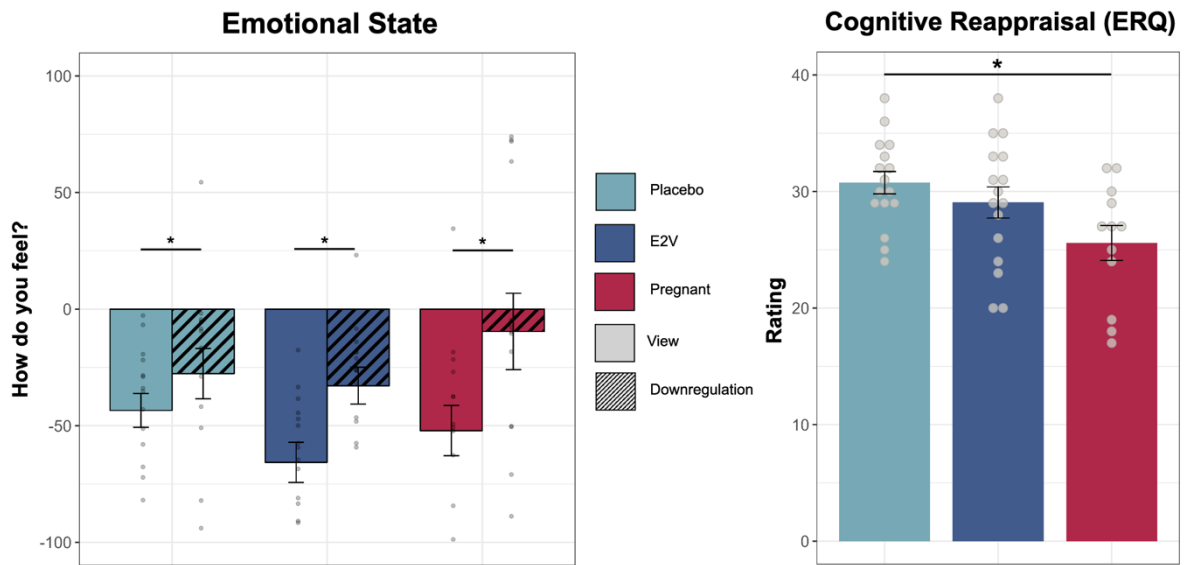 Emotional State
How do you feel?
100
50
0
-50
-100
*
*
*
Placebo
E2V
Pregnant
View
Downregulation
Cognitive Reappraisal (ERQ)
Rating
40
30
20
10
0
*